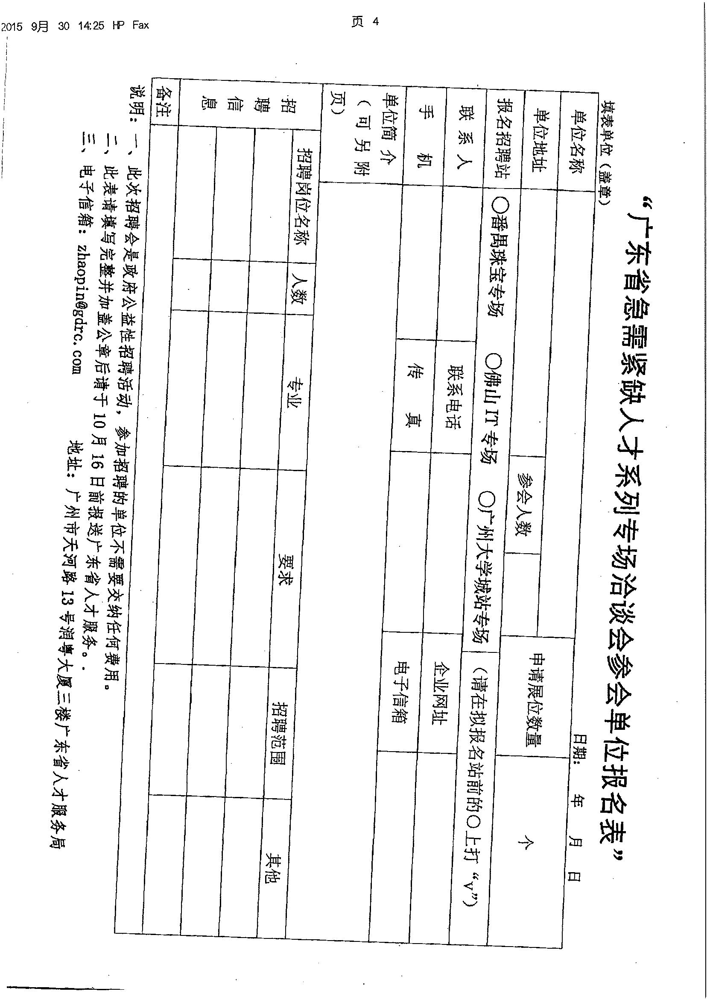 2015 9月 30 14:25 HP Fax
页 4
“广东省急需紧缺人才系列专场洽谈会参会单位报名表”
填表单位（盖章） 日期： 年 月 日
单位名称 申请展位数量 个
单位地址 参会人数
报名招聘站 〇番禺珠宝专场 〇佛山IT专场 〇广州大学城站专场 （请在拟报名站前的〇上打“v”）
联系人 联系电话 企业网址
手 机 传 真 电子信箱
单位简介
（可另附
页）
招聘信息 招聘岗位名称 人数 专业 要求 招聘范围 其他
备注
说明：一、此次招聘会是政府公益性招聘活动，参加招聘的单位不需要交纳任何费用。
二、此表请填写完整并加盖公章后请于10月16日前报送广东省人才服务。
三、电子信箱：zhaopin@gdrc.com 地址：广州市天河路13号润粤大厦三楼广东省人才服务局